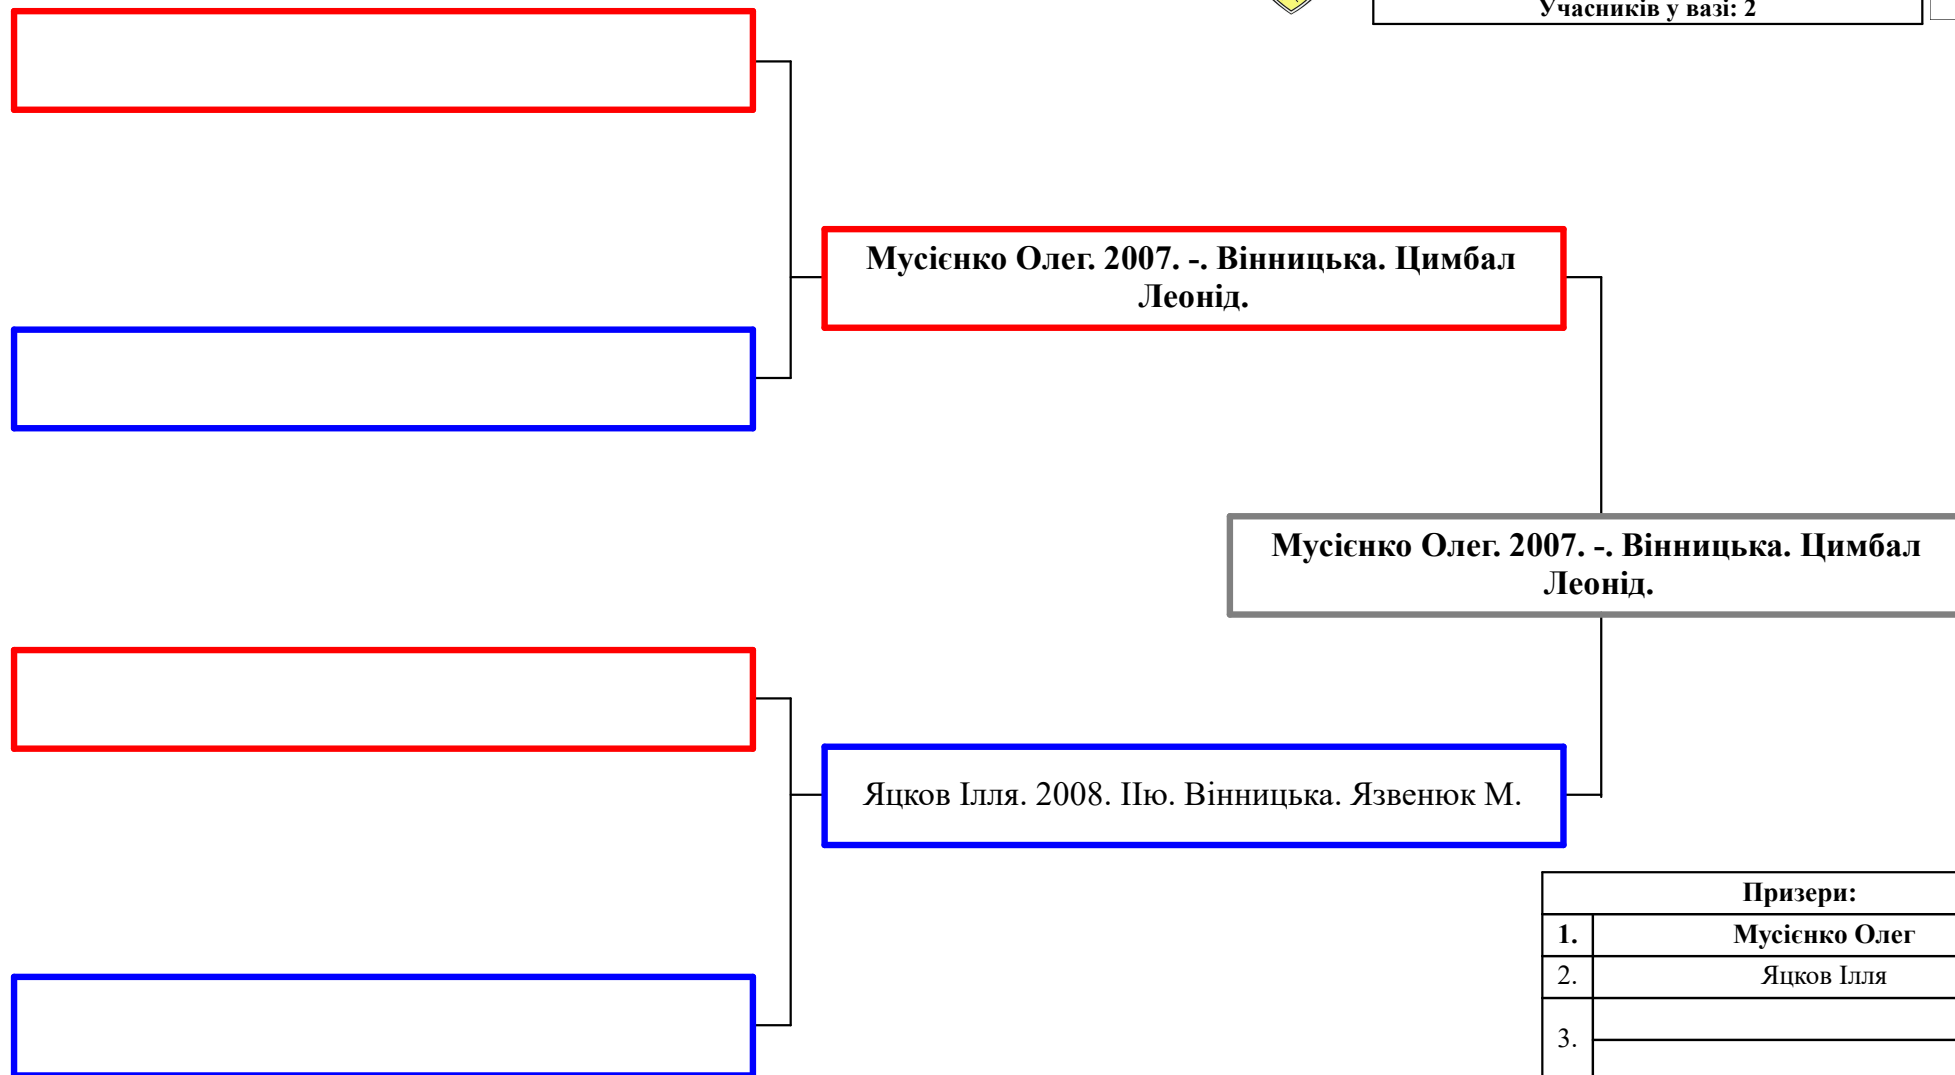 Учасників у вазі: 2
Мусієнко Олег. 2007. -. Вінницька. Цимбал
Леонід.
Мусієнко Олег. 2007. -. Вінницька. Цимбал
Леонід.
Яцков Ілля. 2008. ІІю. Вінницька. Язвенюк М.
Призери:
1. Мусієнко Олег
2. Яцков Ілля
3.